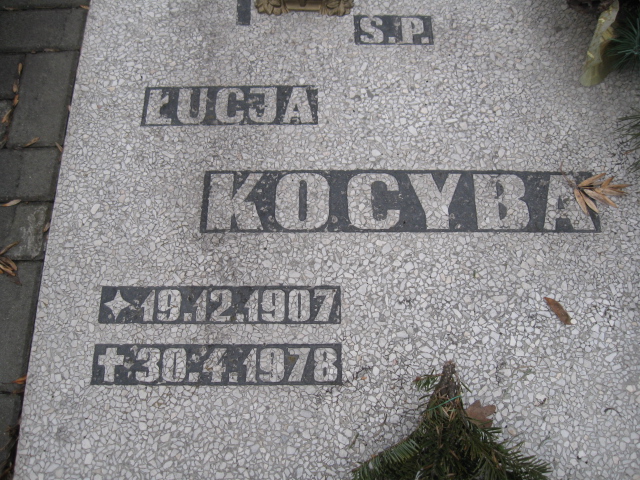 S.P.
ŁUCJA
KOCYBA
19.12.1907
30.4.1978